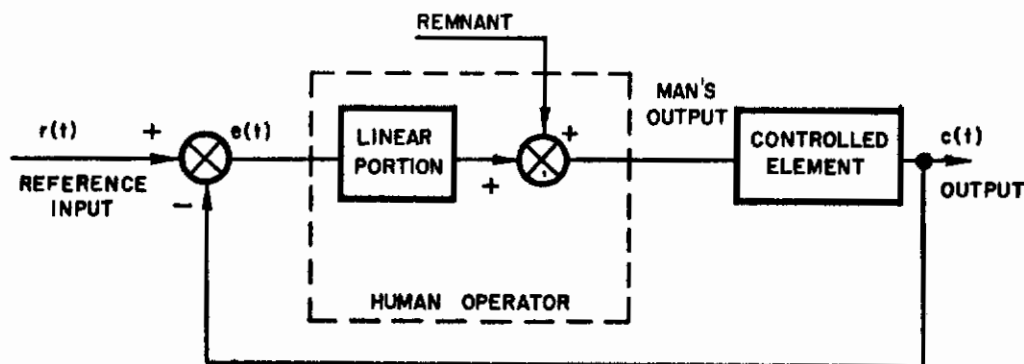 REMNANT
r(t)
+
e(t)
LINEAR
PORTION
+
+
MAN'S
OUTPUT
CONTROLLED
ELEMENT
c(t)
REFERENCE
INPUT
−
OUTPUT
HUMAN OPERATOR